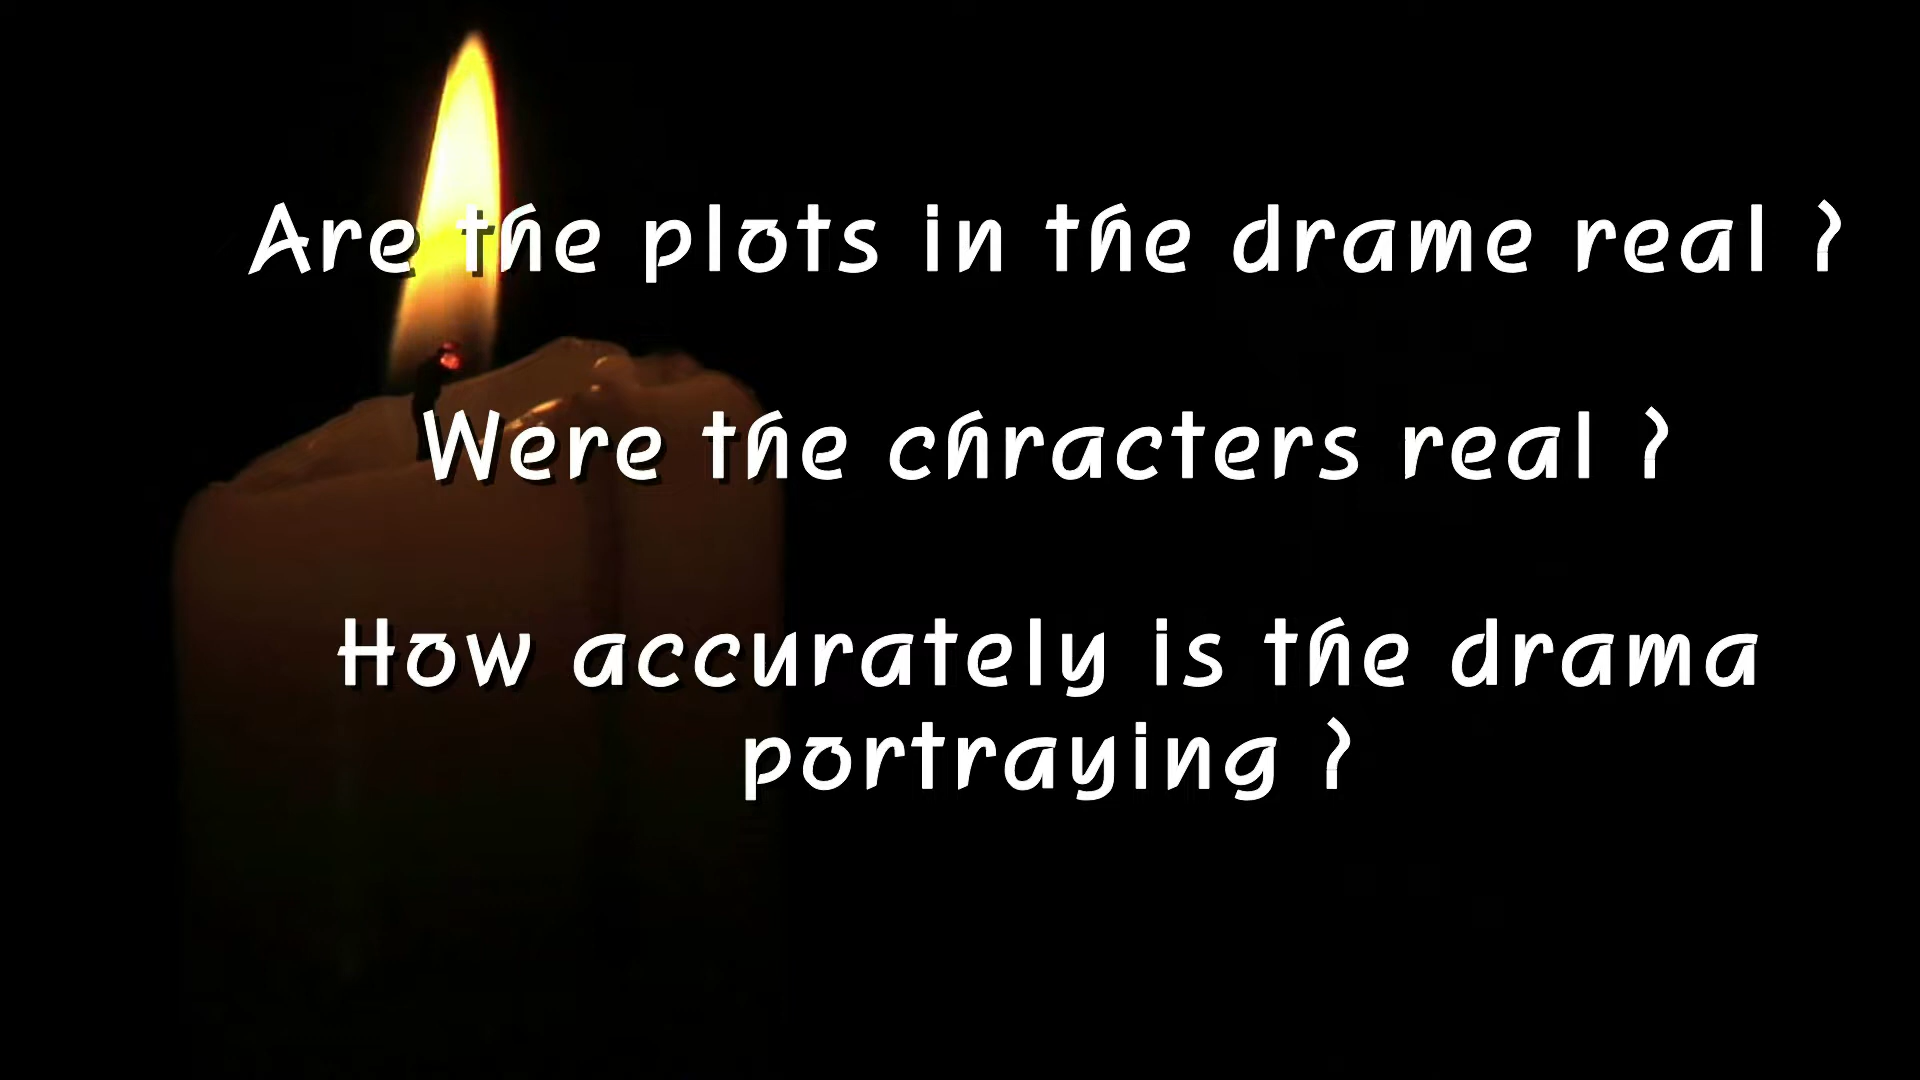 Are the plots in the drame real ?
Were the chracters real ?
How accurately is the drama
portraying ?